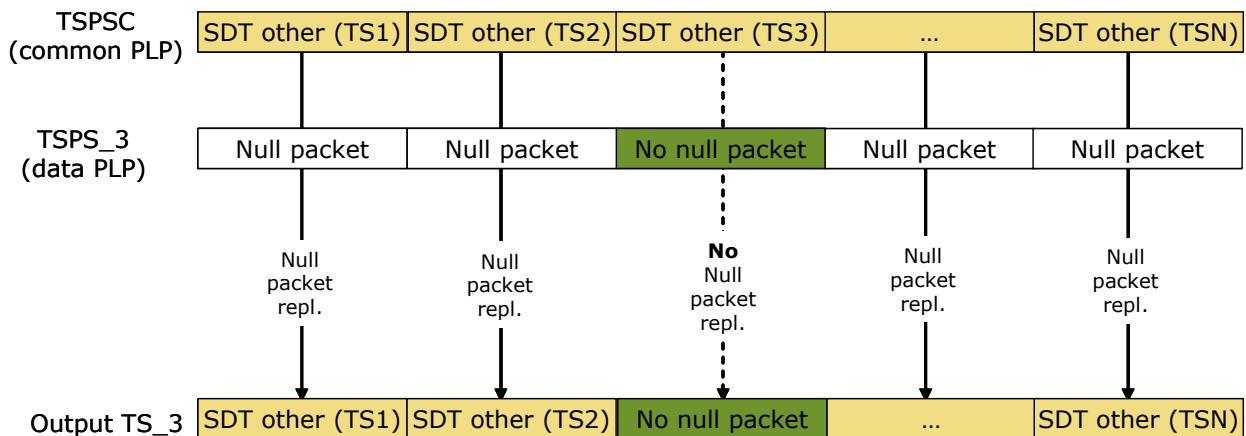 TSPSC
(common PLP)
SDT other (TS1) SDT other (TS2) SDT other (TS3) ... SDT other (TSN)
TSPS_3
(data PLP)
Null packet Null packet No null packet Null packet Null packet
Null
packet
repl.
Null
packet
repl.
No
Null
packet
repl.
Null
packet
repl.
Null
packet
repl.
Output TS_3
SDT other (TS1) SDT other (TS2) No null packet ... SDT other (TSN)